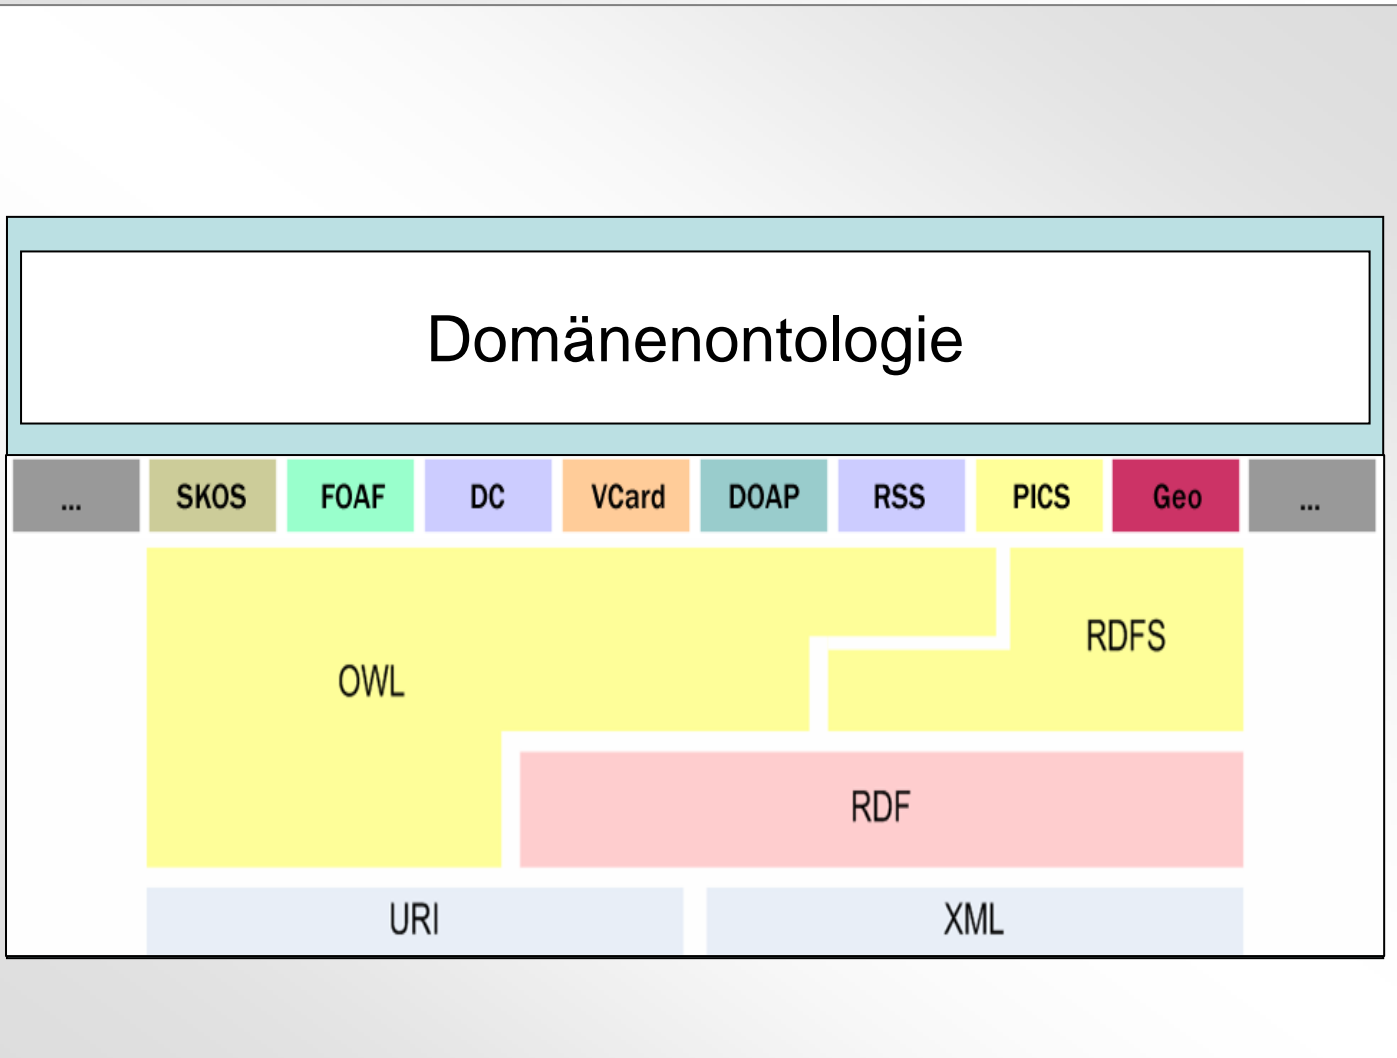 Domänenontologie
... SKOS FOAF DC VCard DOAP RSS PICS Geo ...
RDFS
OWL
RDF
URI XML